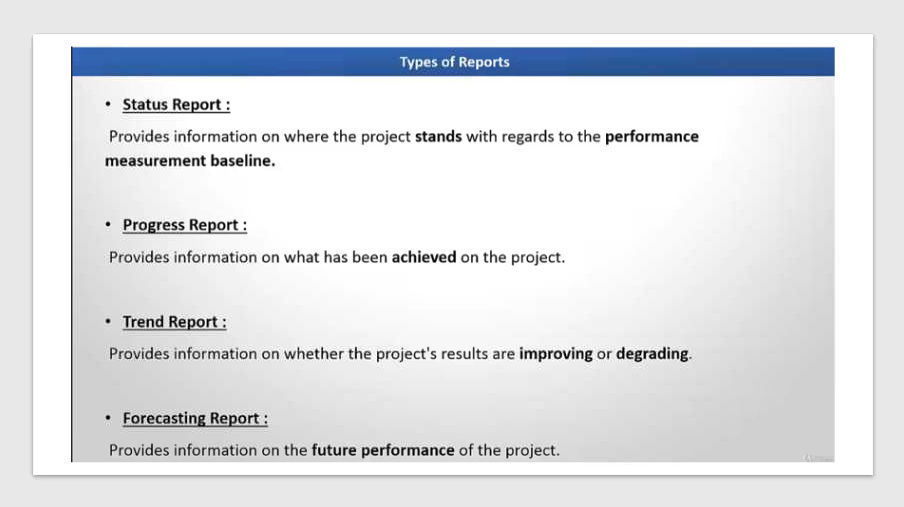 Types of Reports
• Status Report :
Provides information on where the project stands with regards to the performance
measurement baseline.
• Progress Report :
Provides information on what has been achieved on the project.
• Trend Report :
Provides information on whether the project's results are improving or degrading.
• Forecasting Report :
Provides information on the future performance of the project.